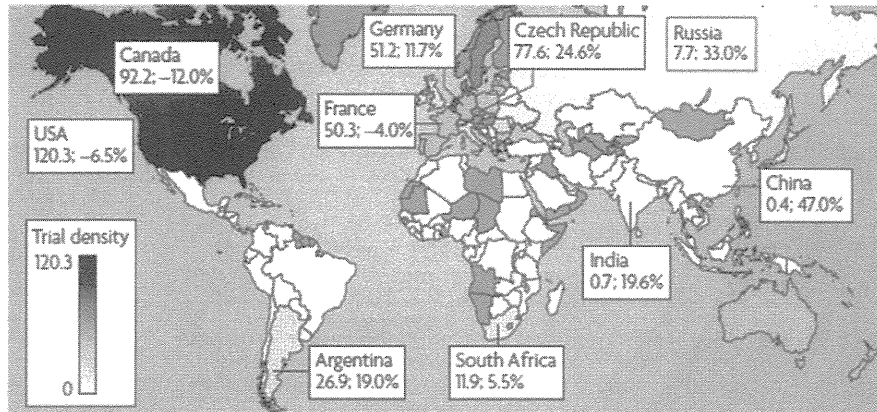 Germany
51.2; 11.7%
Czech Republic
77.6; 24.6%
Russia
7.7; 33.0%
Canada
92.2; –12.0%
France
50.3; –4.0%
USA
120.3; –6.5%
China
0.4; 47.0%
Trial density
120.3
0
India
0.7; 19.6%
Argentina
26.9; 19.0%
South Africa
11.9; 5.5%